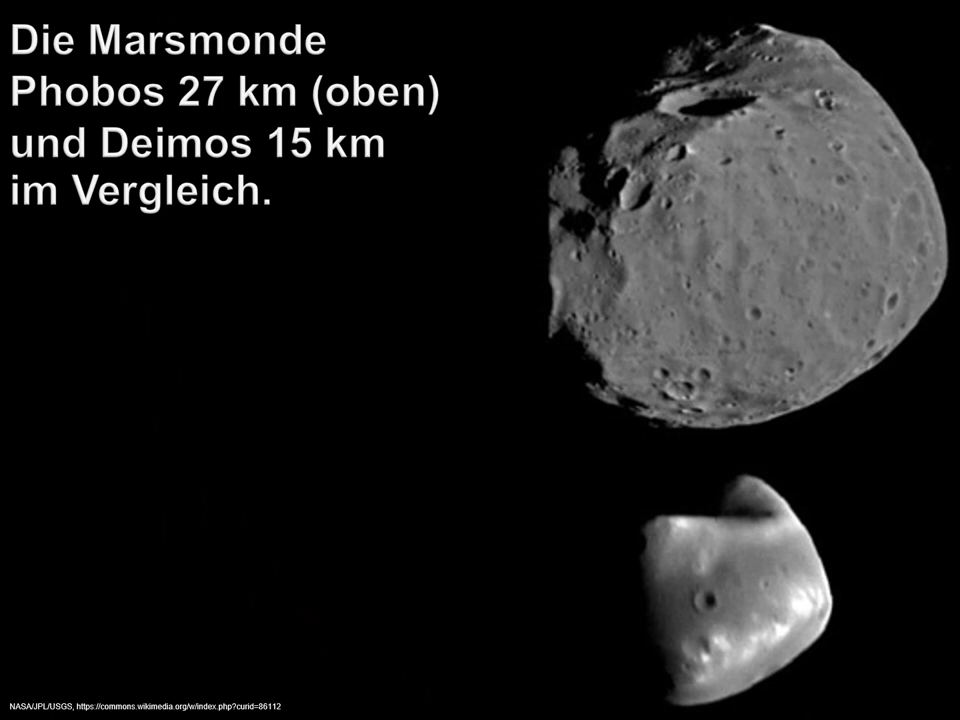 Die Marsmonde
Phobos 27 km (oben)
und Deimos 15 km
im Vergleich.
NASA/JPL/USGS, https://commons.wikimedia.org/w/index.php?curid=86112